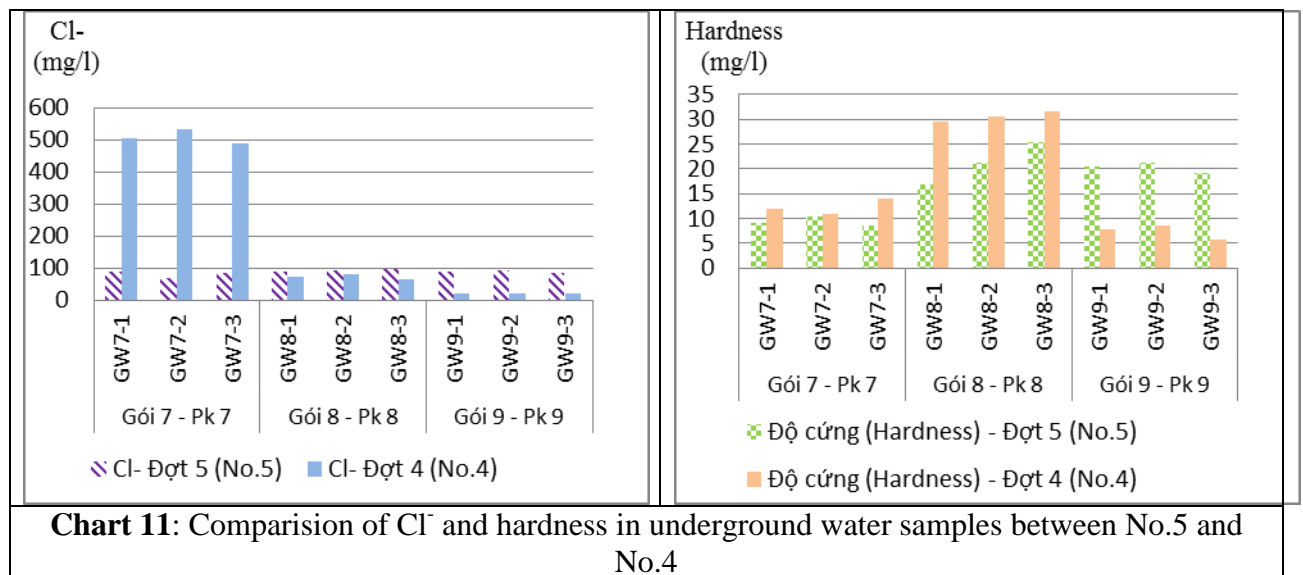 Cl-
(mg/l)
600
500
400
300
200
100
0
GW7-1
GW7-2
GW7-3
GW8-1
GW8-2
GW8-3
GW9-1
GW9-2
GW9-3
Gói 7 - Pk 7
Gói 8 - Pk 8
Gói 9 - Pk 9
Cl- Đợt 5 (No.5)
Cl- Đợt 4 (No.4)
Hardness
(mg/l)
35
30
25
20
15
10
5
0
GW7-1
GW7-2
GW7-3
GW8-1
GW8-2
GW8-3
GW9-1
GW9-2
GW9-3
Gói 7 - Pk 7
Gói 8 - Pk 8
Gói 9 - Pk 9
Độ cứng (Hardness) - Đợt 5 (No.5)
Độ cứng (Hardness) - Đợt 4 (No.4)
Chart 11: Comparision of Cl⁻ and hardness in underground water samples between No.5 and
No.4